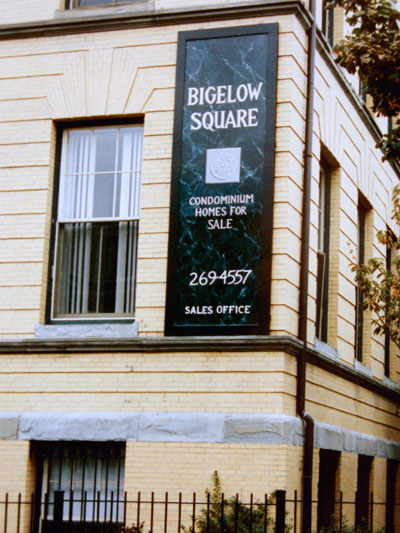 BIGELOW
SQUARE
CONDOMINIUM
HOMES FOR
SALE
269-4557
SALES OFFICE